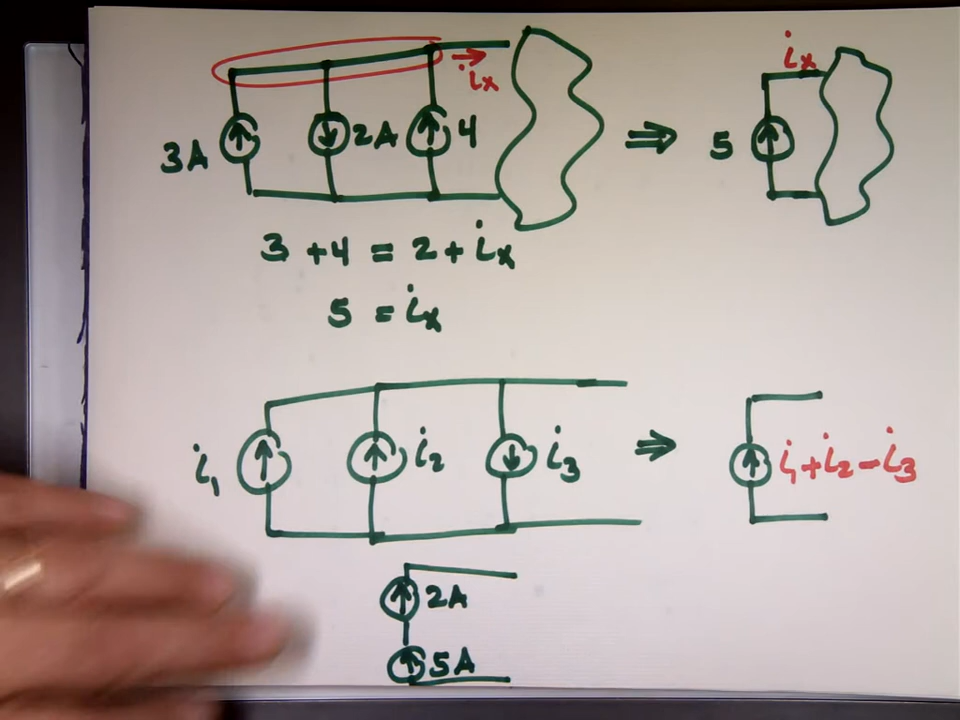 iₓ
3A 2A 4 iₓ ⇒ 5
3 + 4 = 2 + iₓ
5 = iₓ
i₁ i₂ i₃ ⇒ i₁+i₂-i₃
2A
5A